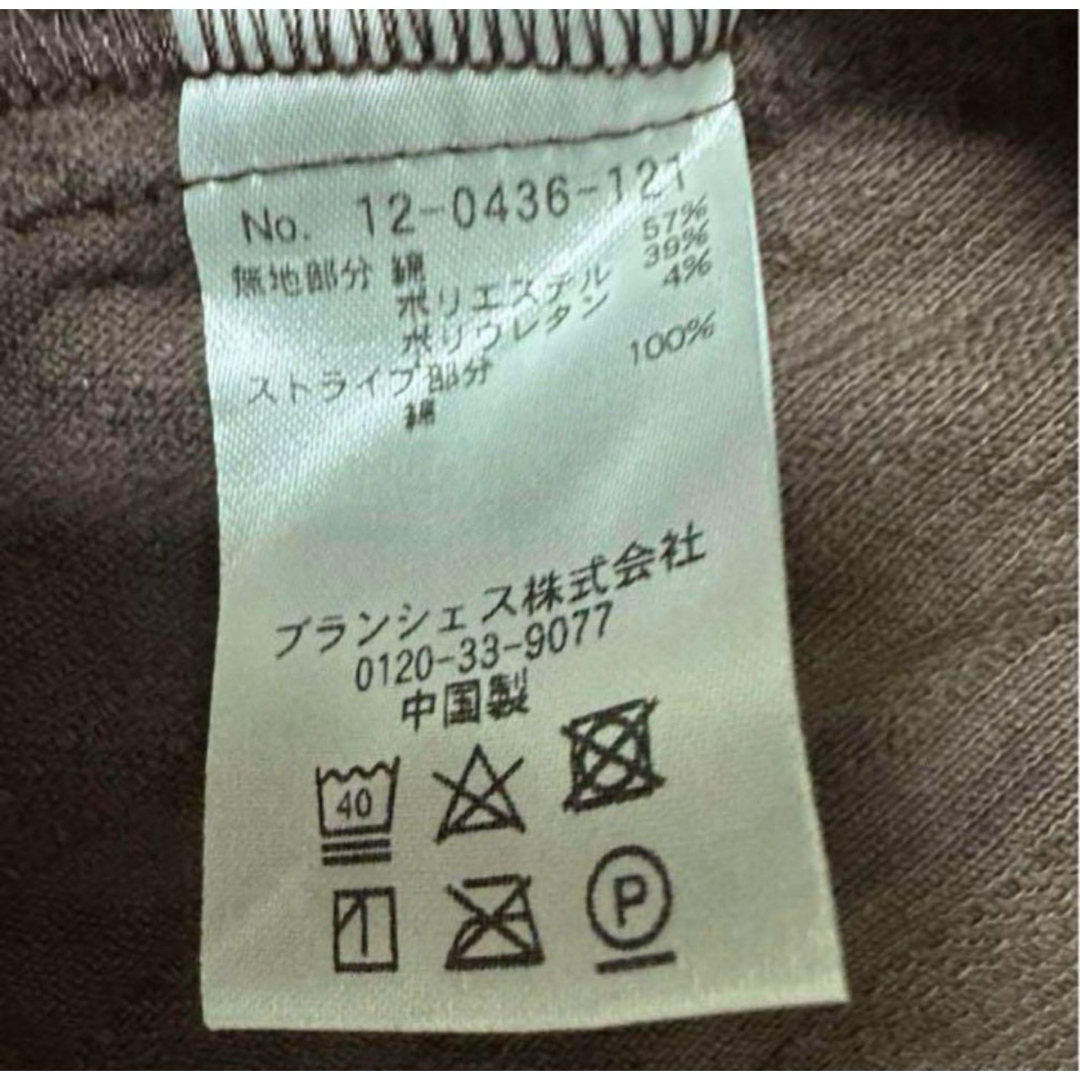 No. 12-0436-121
無地部分 綿 57%
ポリエステル 39%
ポリウレタン 4%
ストライプ部分
綿 100%
ブランシェス株式会社
0120-33-9077
中国製
40
P